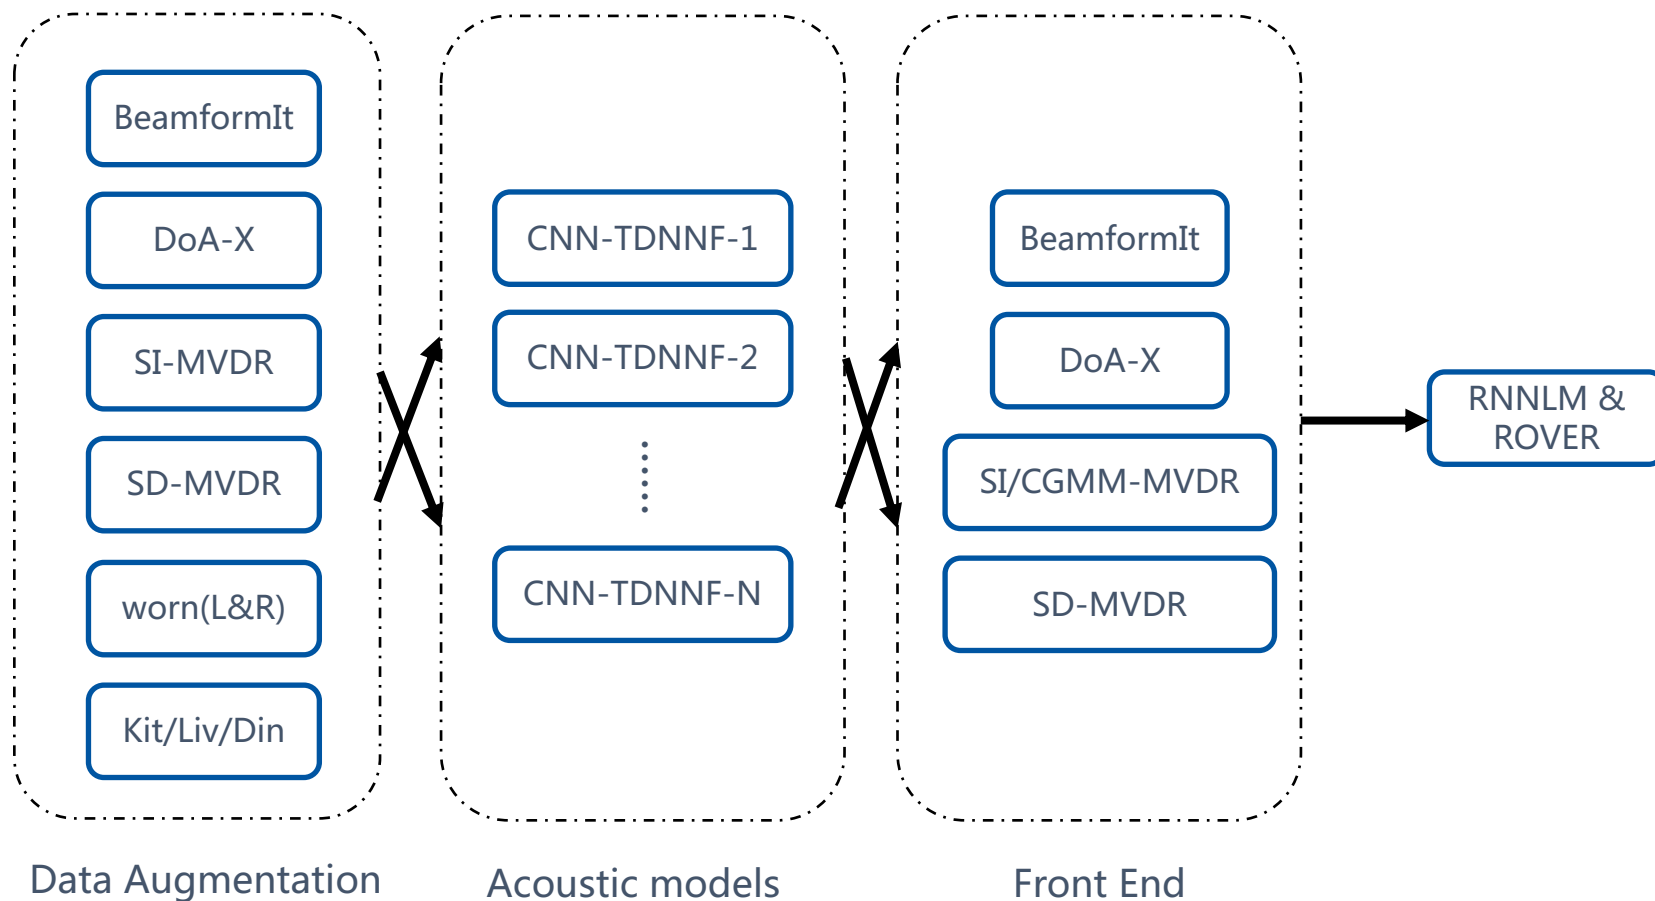 BeamformIt
DoA-X
SI-MVDR
SD-MVDR
worn(L&R)
Kit/Liv/Din
Data Augmentation
CNN-TDNNF-1
CNN-TDNNF-2
CNN-TDNNF-N
Acoustic models
BeamformIt
DoA-X
SI/CGMM-MVDR
SD-MVDR
Front End
RNNLM &
ROVER